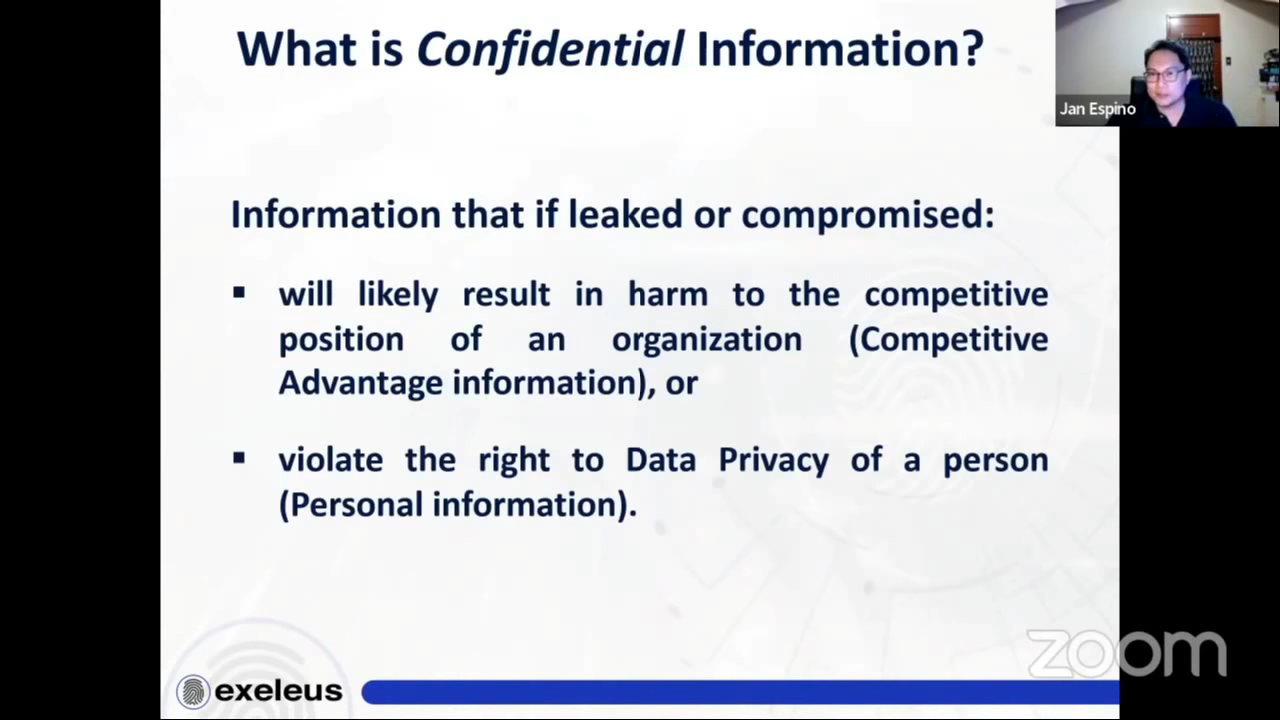 What is Confidential Information?
Jan Espino
Information that if leaked or compromised:
▪ will likely result in harm to the competitive
position of an organization (Competitive
Advantage information), or
▪ violate the right to Data Privacy of a person
(Personal information).
zoom
exeleus